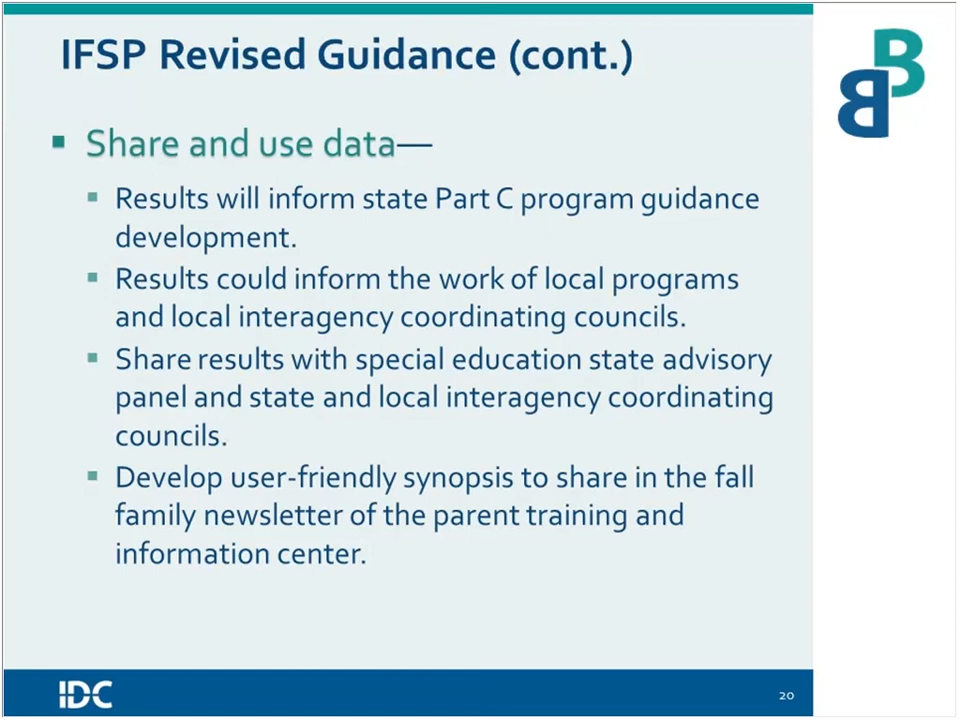 IFSP Revised Guidance (cont.)
B
B
▪ Share and use data—
▪ Results will inform state Part C program guidance
development.
▪ Results could inform the work of local programs
and local interagency coordinating councils.
▪ Share results with special education state advisory
panel and state and local interagency coordinating
councils.
▪ Develop user-friendly synopsis to share in the fall
family newsletter of the parent training and
information center.
IDC
20